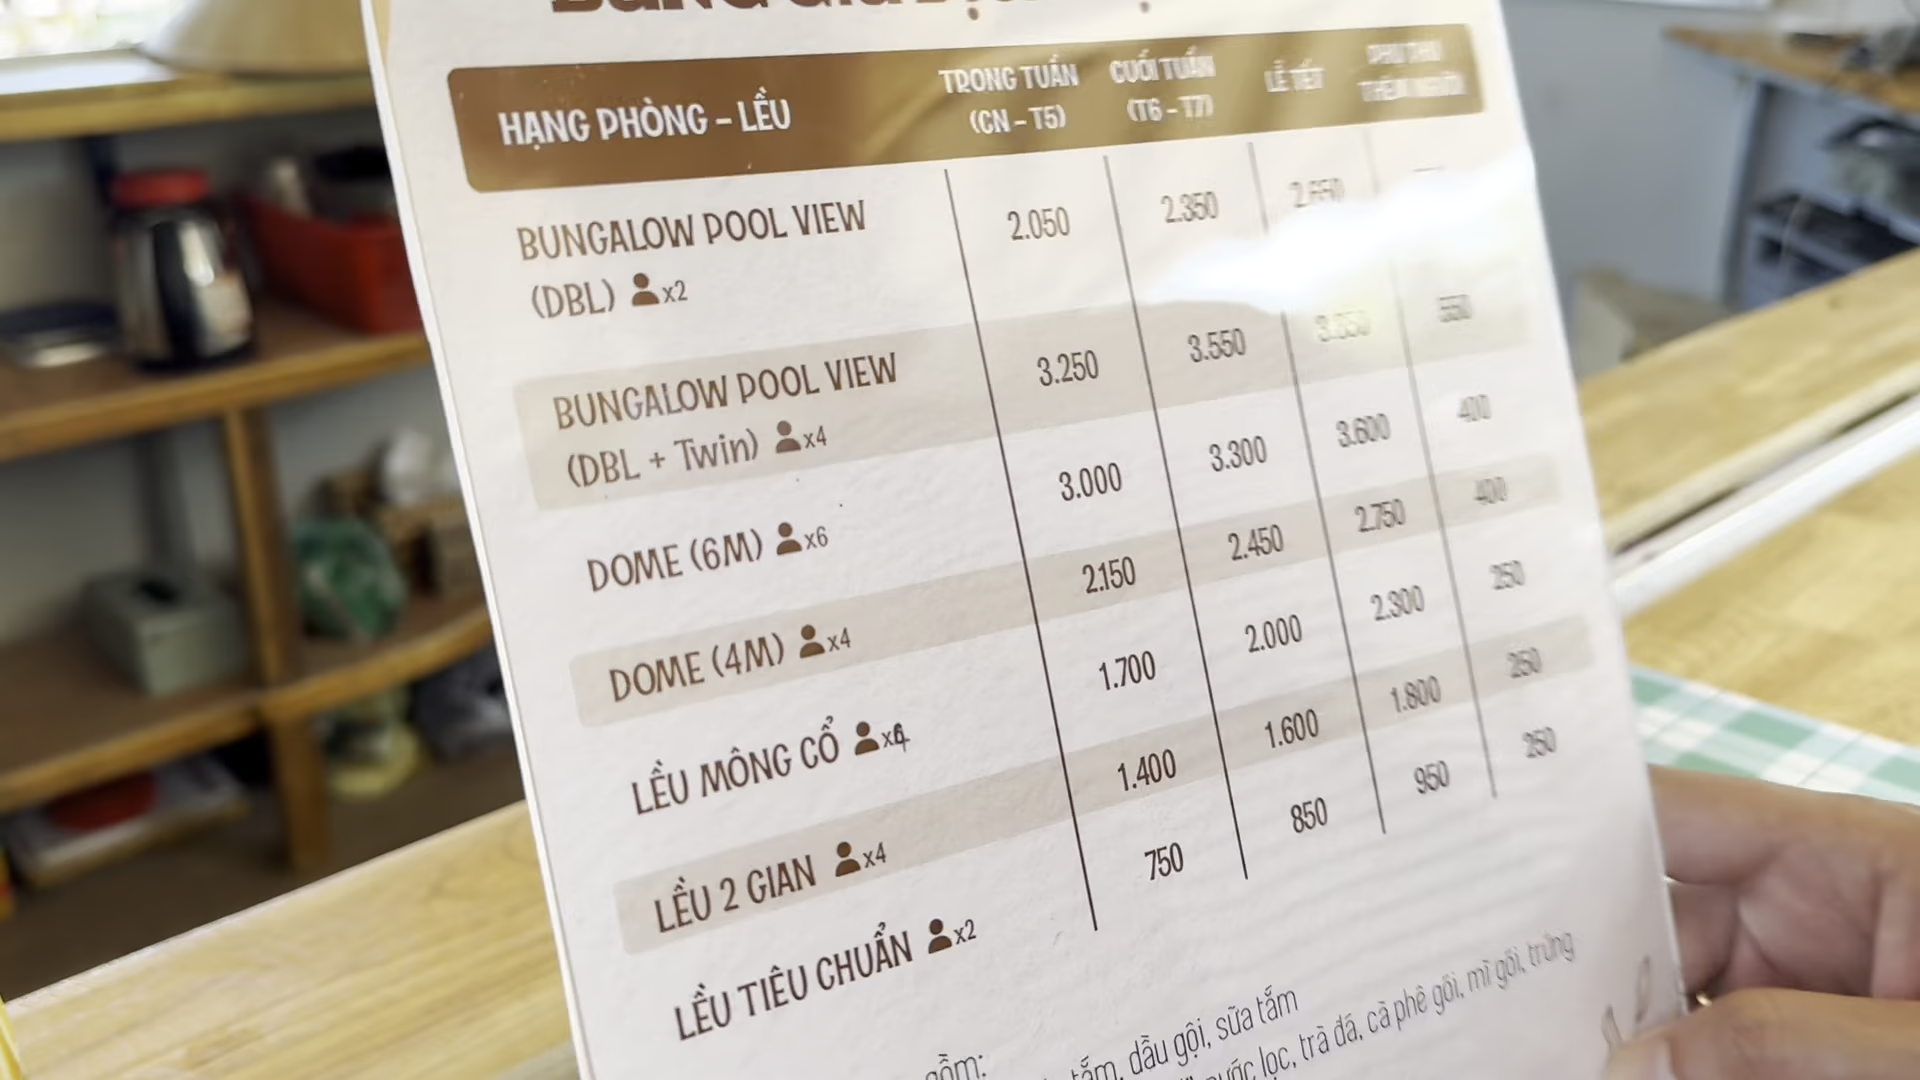 HẠNG PHÒNG – LỀU
TRONG TUẦN
(CN – T5)
CUỐI TUẦN
(T6 – T7)
LỄ TẾT
BUNGALOW POOL VIEW
(DBL) x2
2.050
2.350
BUNGALOW POOL VIEW
(DBL + Twin) x4
3.250
3.550
550
DOME (6M) x6
3.000
3.300
3.600
400
DOME (4M) x4
2.150
2.450
2.750
400
LỀU MÔNG CỔ
1.700
2.000
2.300
250
LỀU 2 GIAN x4
1.400
1.600
1.800
250
LỀU TIÊU CHUẨN x2
750
850
950
250
gồm:
tắm, dầu gội, sữa tắm
nước lọc, trà đá, cà phê gói, mì gói, trứng